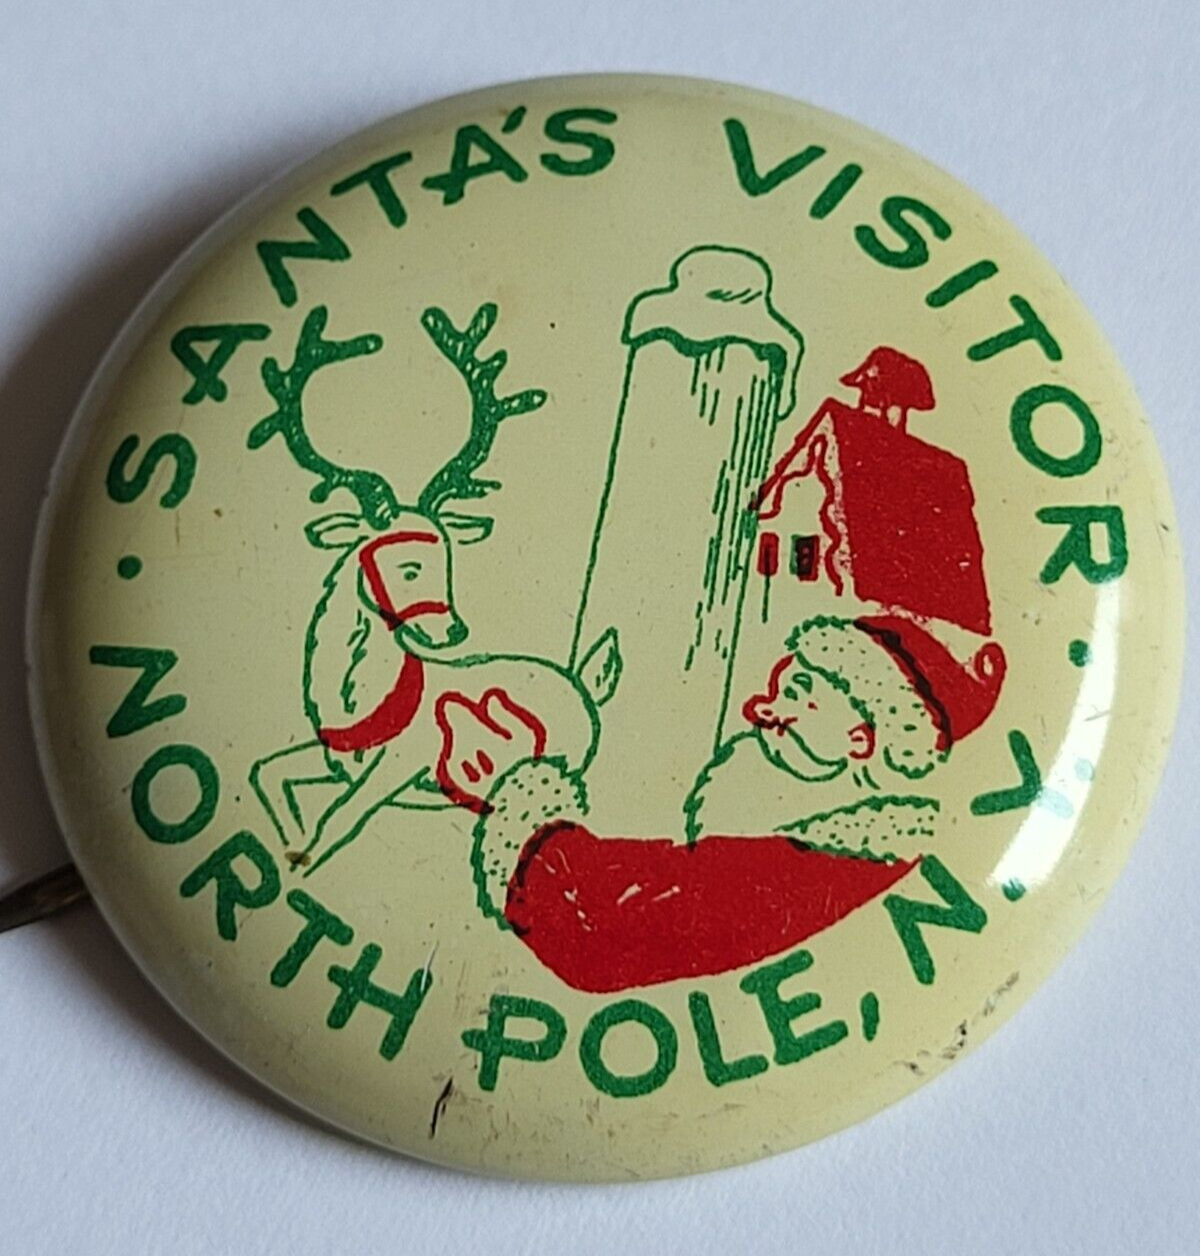 · SANTA'S VISITOR ·
NORTH POLE, N.Y.